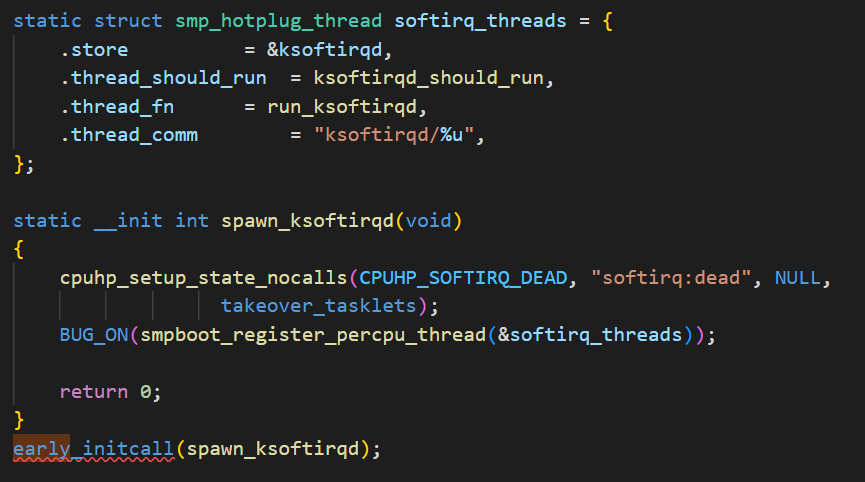 static struct smp_hotplug_thread softirq_threads = {
    .store          = &ksoftirqd,
    .thread_should_run  = ksoftirqd_should_run,
    .thread_fn      = run_ksoftirqd,
    .thread_comm        = "ksoftirqd/%u",
};
static __init int spawn_ksoftirqd(void)
{
    cpuhp_setup_state_nocalls(CPUHP_SOFTIRQ_DEAD, "softirq:dead", NULL,
                  takeover_tasklets);
    BUG_ON(smpboot_register_percpu_thread(&softirq_threads));
    return 0;
}
early_initcall(spawn_ksoftirqd);